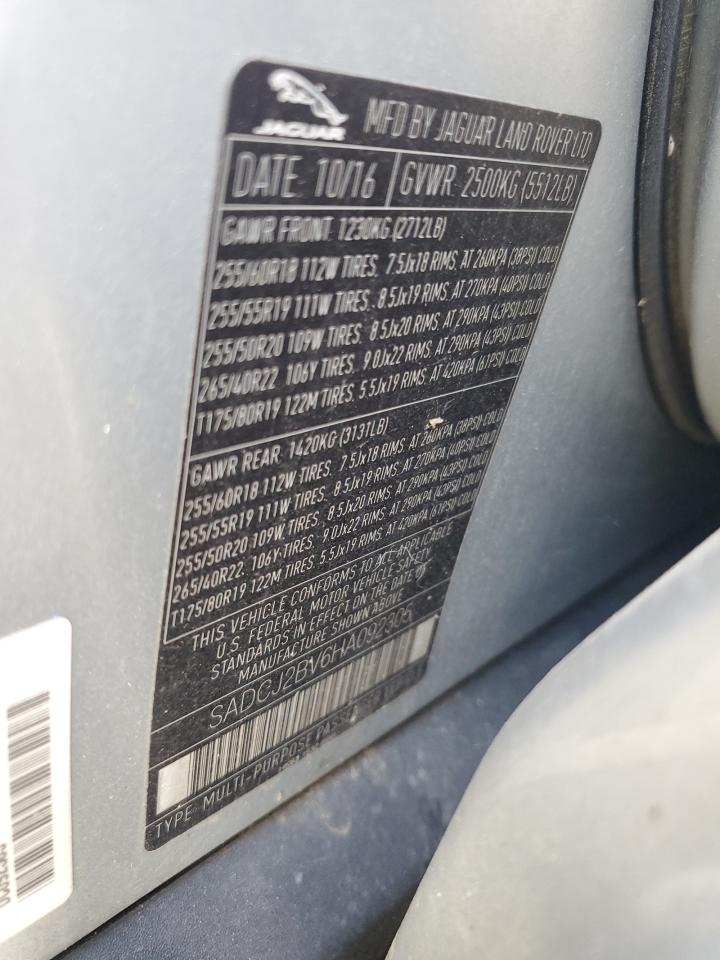 JAGUAR
MFD BY JAGUAR LAND ROVER LTD
DATE 10/16 GVWR 2500KG (5512LB)
GAWR FRONT 1230KG (2712LB)
255/60R18 112W TIRES, 7.5Jx18 RIMS, AT 260KPA (38PSI) COLD
255/55R19 111W TIRES, 8.5Jx19 RIMS, AT 270KPA (40PSI) COLD
255/50R20 109W TIRES, 8.5Jx20 RIMS, AT 290KPA (43PSI) COLD
265/40R22 106Y TIRES, 9.0Jx22 RIMS, AT 290KPA (43PSI) COLD
T175/80R19 122M TIRES, 5.5Jx19 RIMS, AT 420KPA (61PSI) COLD
GAWR REAR 1420KG (3131LB)
255/60R18 112W TIRES, 7.5Jx18 RIMS, AT 260KPA (38PSI) COLD
255/55R19 111W TIRES, 8.5Jx19 RIMS, AT 270KPA (40PSI) COLD
255/50R20 109W TIRES, 8.5Jx20 RIMS, AT 290KPA (43PSI) COLD
265/40R22 106Y TIRES, 9.0Jx22 RIMS, AT 290KPA (43PSI) COLD
T175/80R19 122M TIRES, 5.5Jx19 RIMS, AT 420KPA (61PSI) COLD
THIS VEHICLE CONFORMS TO ALL APPLICABLE
U.S. FEDERAL MOTOR VEHICLE SAFETY
STANDARDS IN EFFECT ON THE DATE OF
MANUFACTURE SHOWN ABOVE
SADCJ2BV6HA092305
TYPE MULTI-PURPOSE PASSENGER VEHICLE